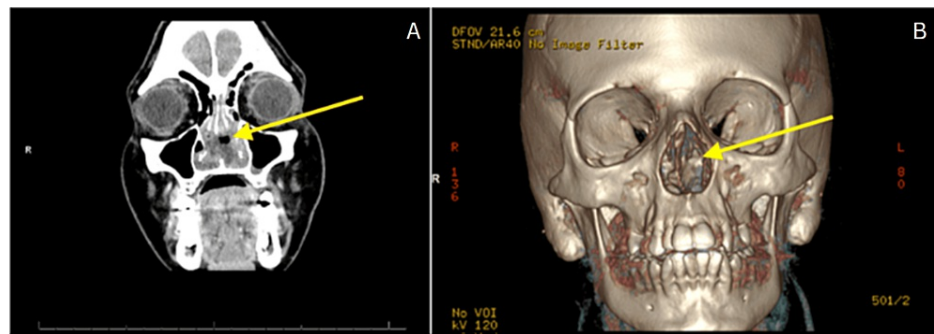 A
R
DFOV 21.6 cm
STND/AR40 No Image Filter
B
R
R
1
3
6
L
8
0
No VOI
kV 120
501/2